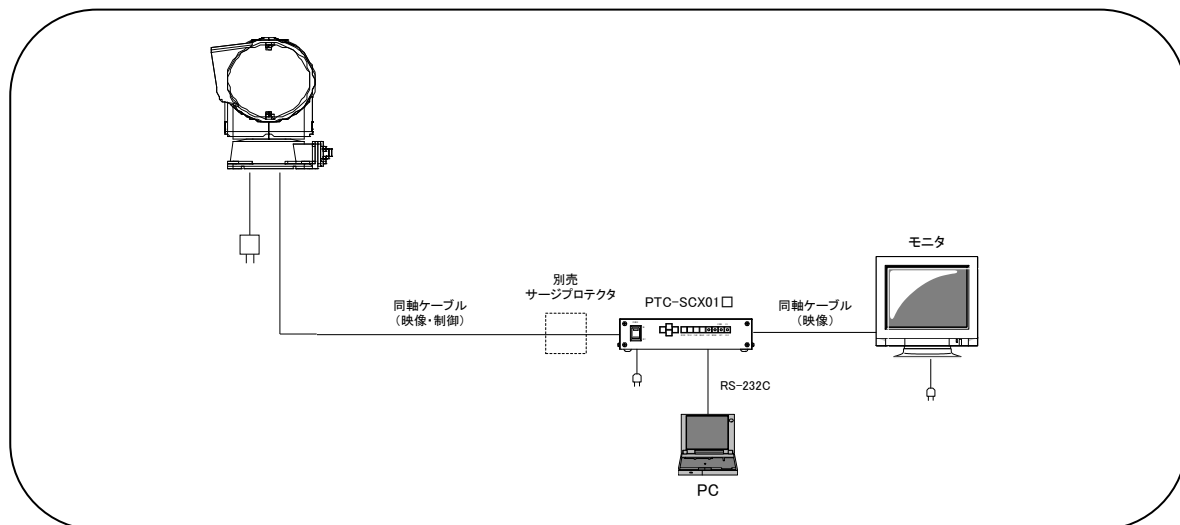 モニタ
別売
サージプロテクタ
PTC-SCX01□
同軸ケーブル
(映像・制御)
同軸ケーブル
(映像)
RS-232C
PC